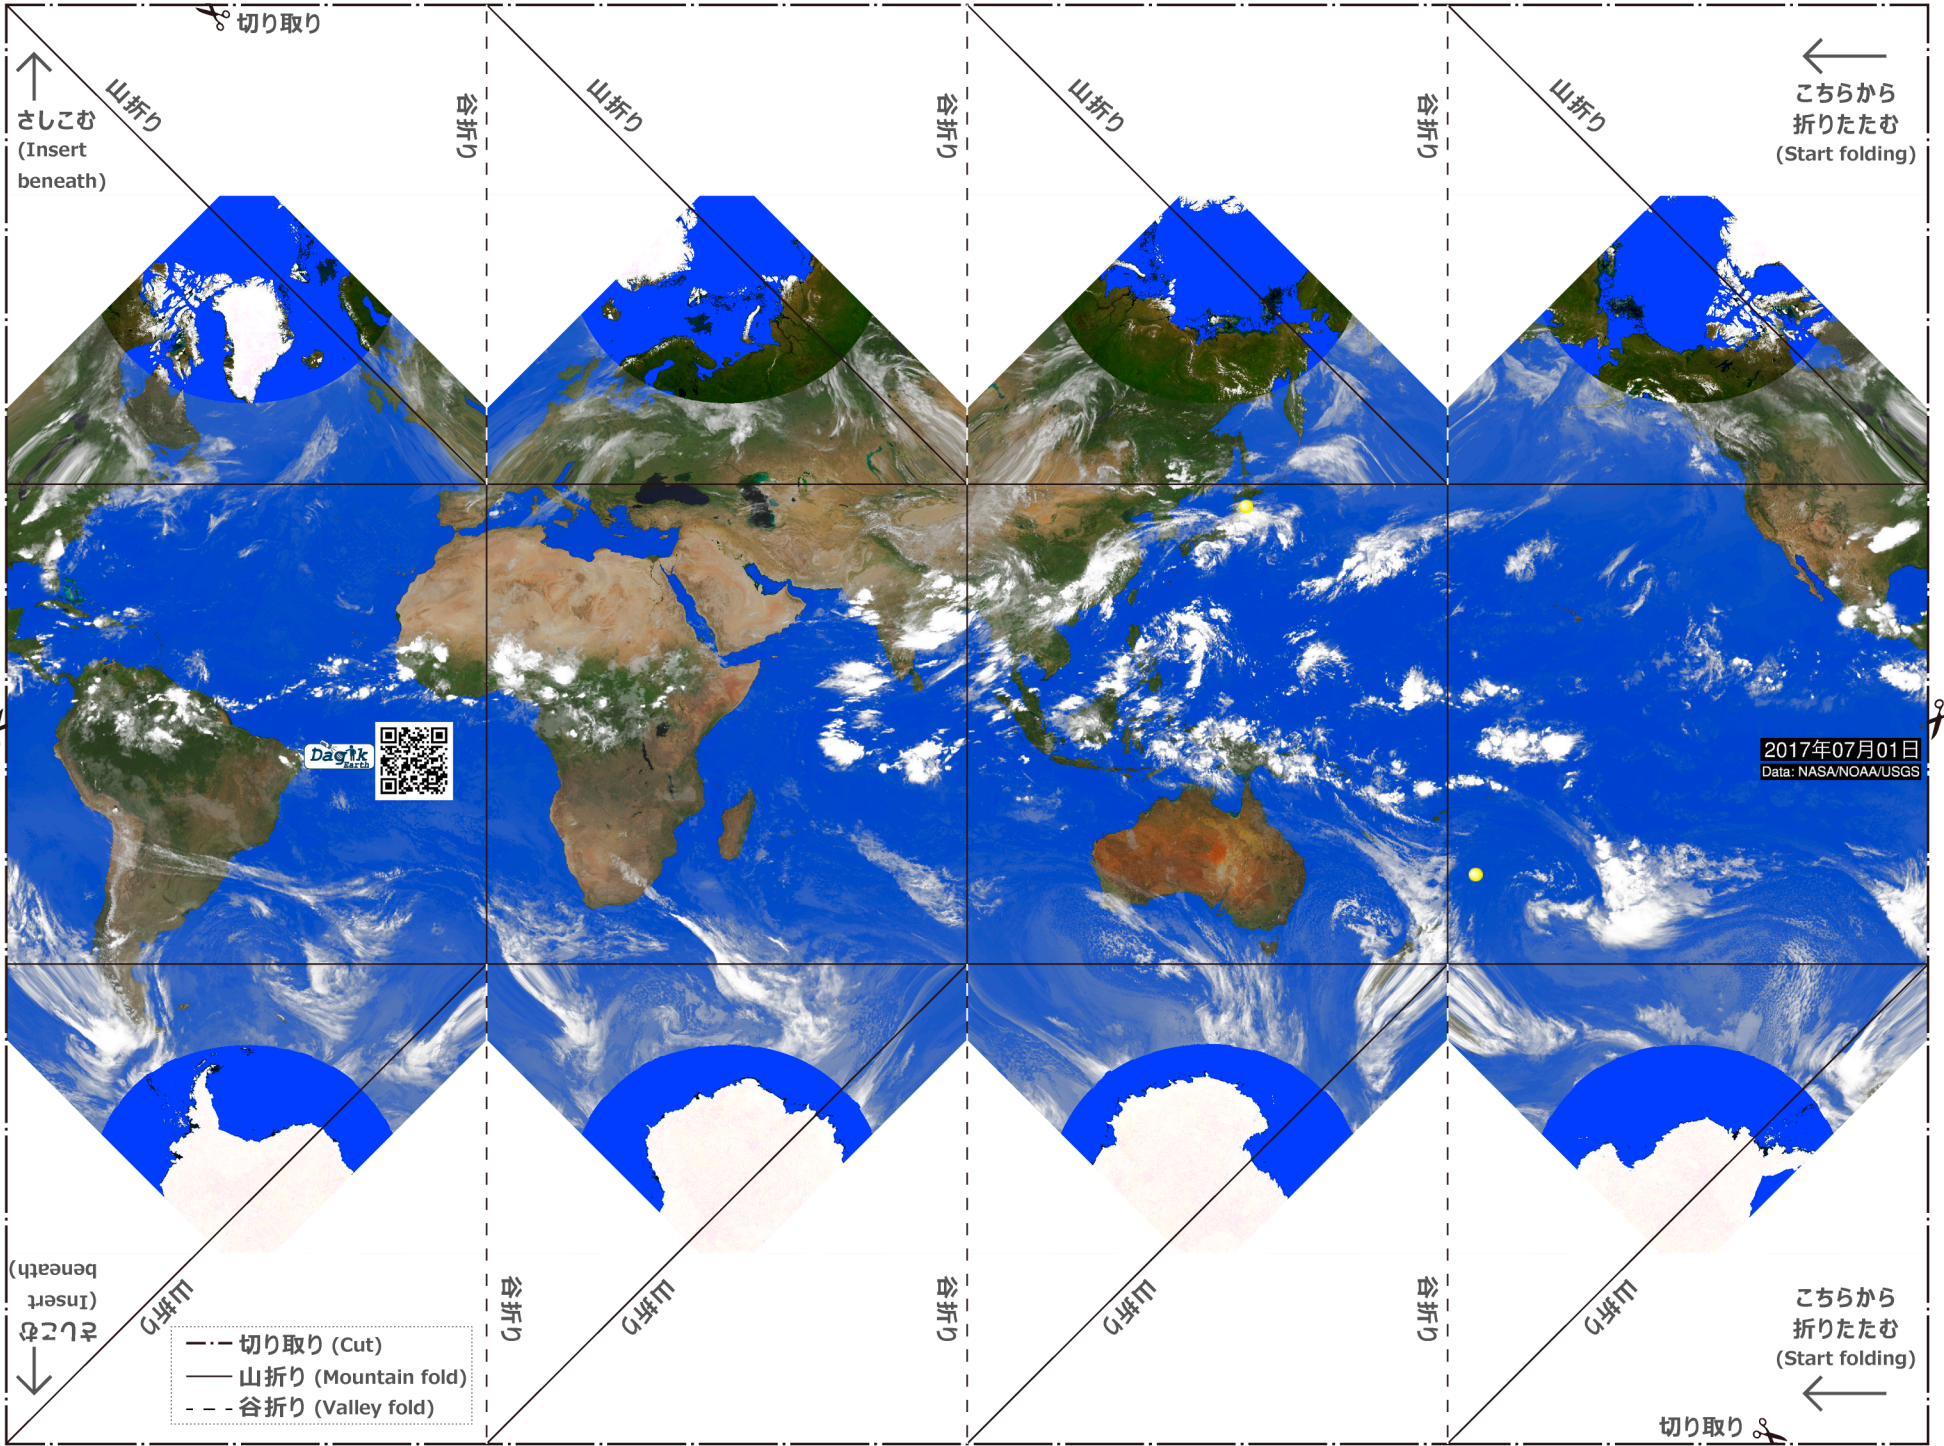 切り取り
山折り
谷折り
山折り
谷折り
山折り
谷折り
山折り
さしこむ
(Insert
beneath)
こちらから
折りたたむ
(Start folding)
Dagik
Earth
2017年07月01日
Data: NASA/NOAA/USGS
さしこむ
(Insert
beneath)
山折り
谷折り
山折り
谷折り
山折り
谷折り
山折り
こちらから
折りたたむ
(Start folding)
切り取り (Cut)
山折り (Mountain fold)
谷折り (Valley fold)
切り取り